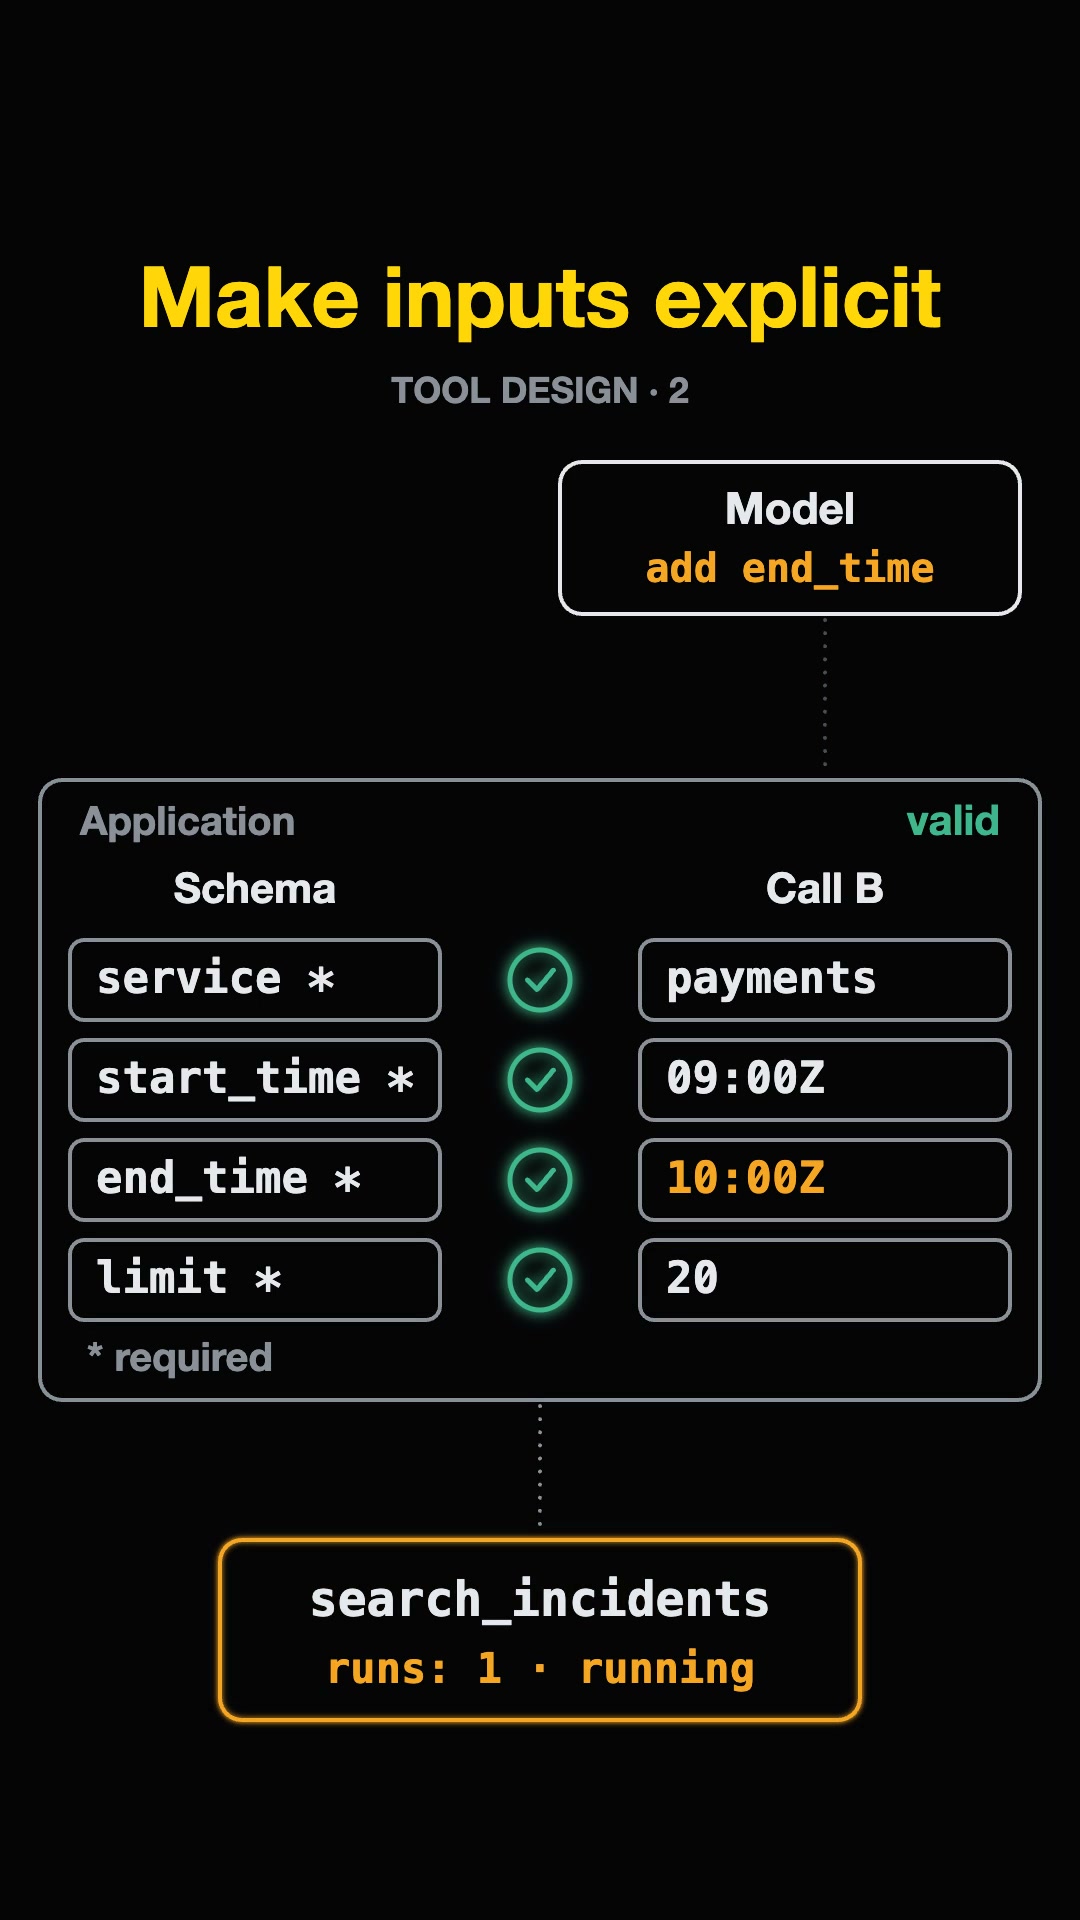 Make inputs explicit
TOOL DESIGN · 2
Model
add end_time
Application
valid
Schema
Call B
service *
payments
start_time *
09:00Z
end_time *
10:00Z
limit *
20
* required
search_incidents
runs: 1 · running